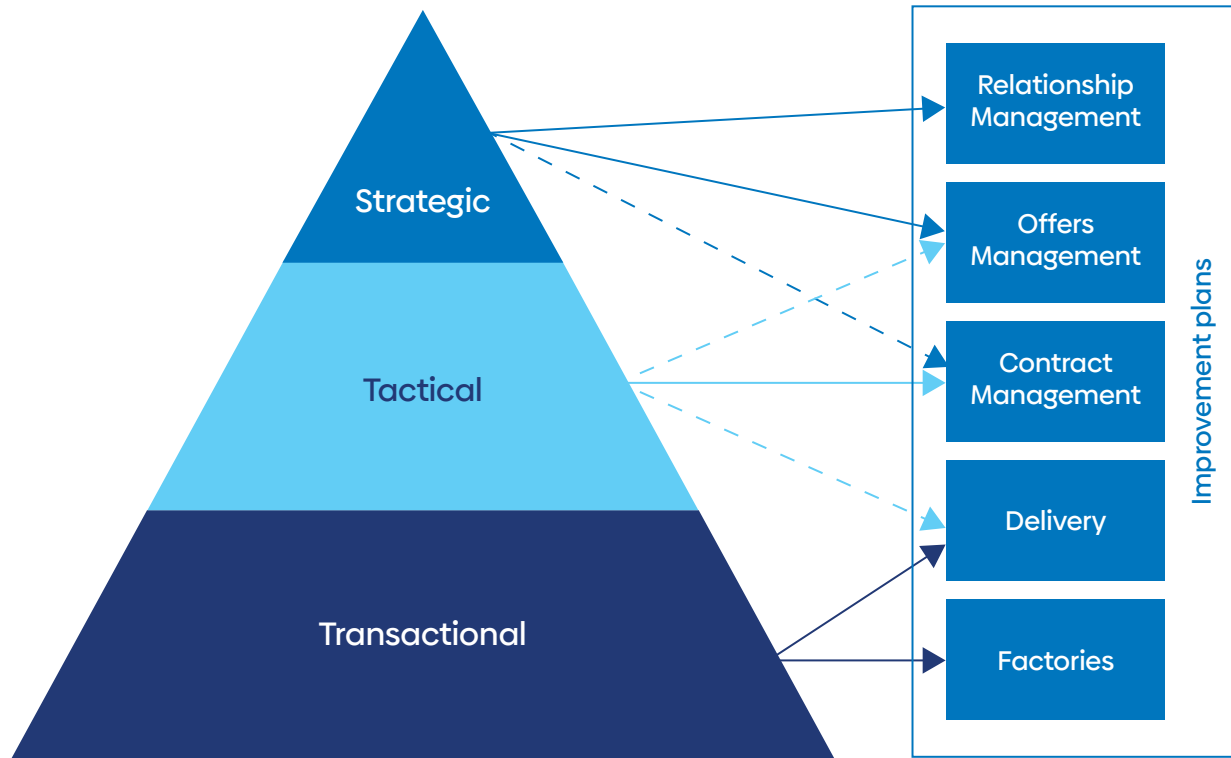 Strategic
Tactical
Transactional
Relationship
Management
Offers
Management
Contract
Management
Delivery
Factories
Improvement plans